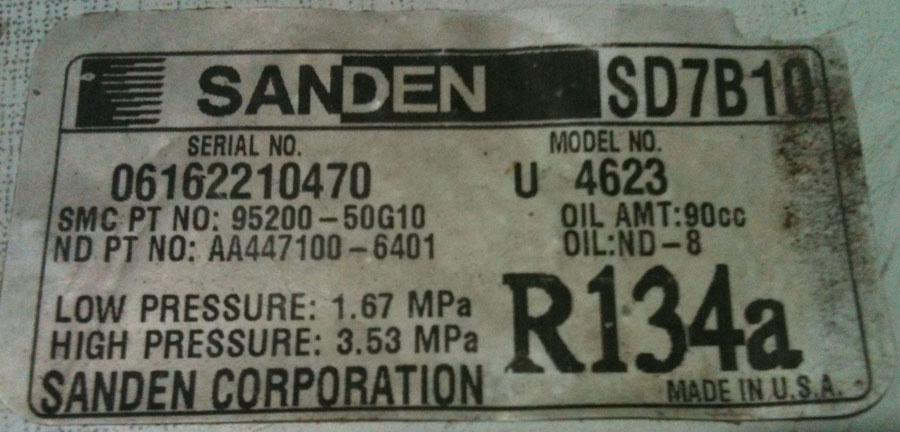 SANDEN SD7B10
SERIAL NO. MODEL NO.
06162210470 U 4623
SMC PT NO: 95200-50G10 OIL AMT:90cc
ND PT NO: AA447100-6401 OIL:ND-8
LOW PRESSURE: 1.67 MPa
HIGH PRESSURE: 3.53 MPa
R134a
SANDEN CORPORATION
MADE IN U.S.A.